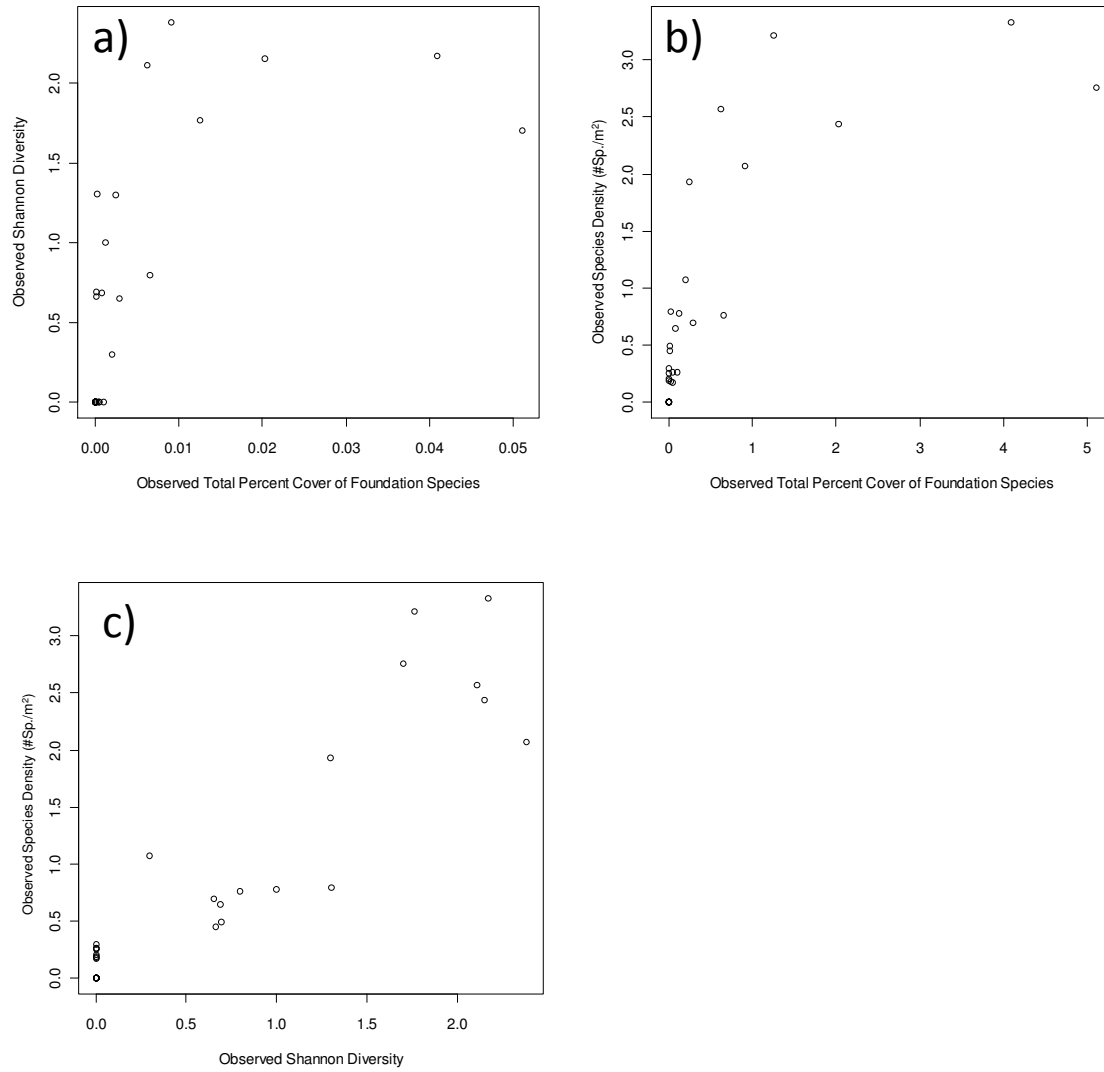 a)
Observed Shannon Diversity
2.0
1.5
1.0
0.5
0.0
0.00 0.01 0.02 0.03 0.04 0.05
Observed Total Percent Cover of Foundation Species
b)
Observed Species Density (#Sp./m²)
3.0
2.5
2.0
1.5
1.0
0.5
0.0
0 1 2 3 4 5
Observed Total Percent Cover of Foundation Species
c)
Observed Species Density (#Sp./m²)
3.0
2.5
2.0
1.5
1.0
0.5
0.0
0.0 0.5 1.0 1.5 2.0
Observed Shannon Diversity